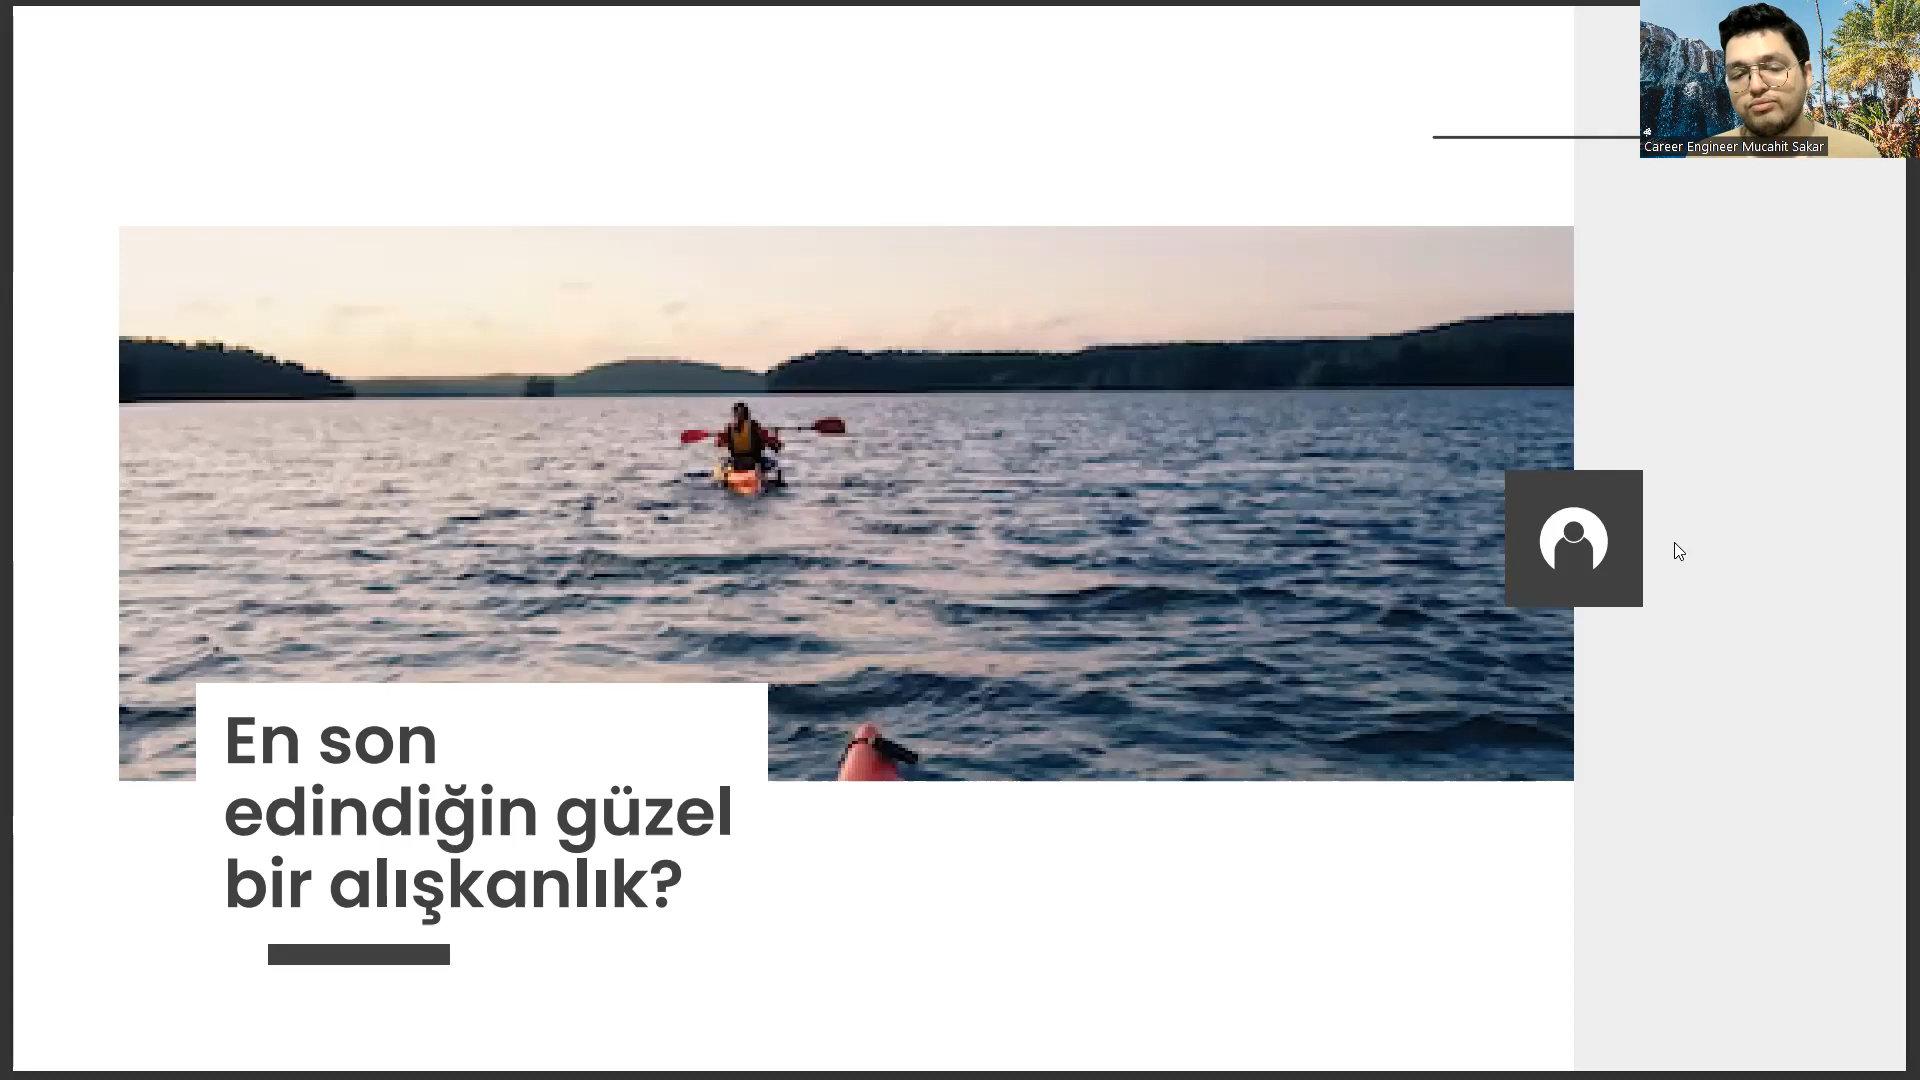 Career Engineer Mucahit Sakar
En son
edindiğin güzel
bir alışkanlık?